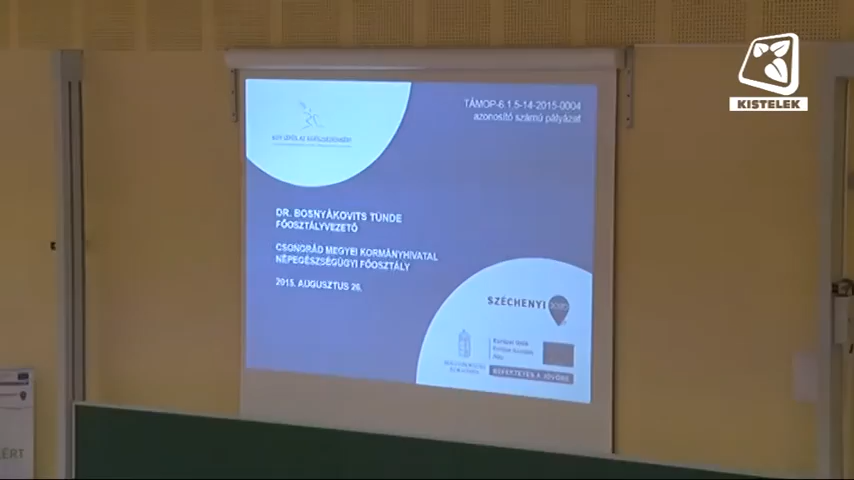 KISTELEK
TÁMOP-6.1.5-14-2015-0004
azonosító számú pályázat
DR. BOSNYÁKOVITS TÜNDE
FŐOSZTÁLYVEZETŐ
CSONGRÁD MEGYEI KORMÁNYHIVATAL
NÉPEGÉSZSÉGÜGYI FŐOSZTÁLY
2015. AUGUSZTUS 26.
SZÉCHENYI 2020
BEFEKTETÉS A JÖVŐBE